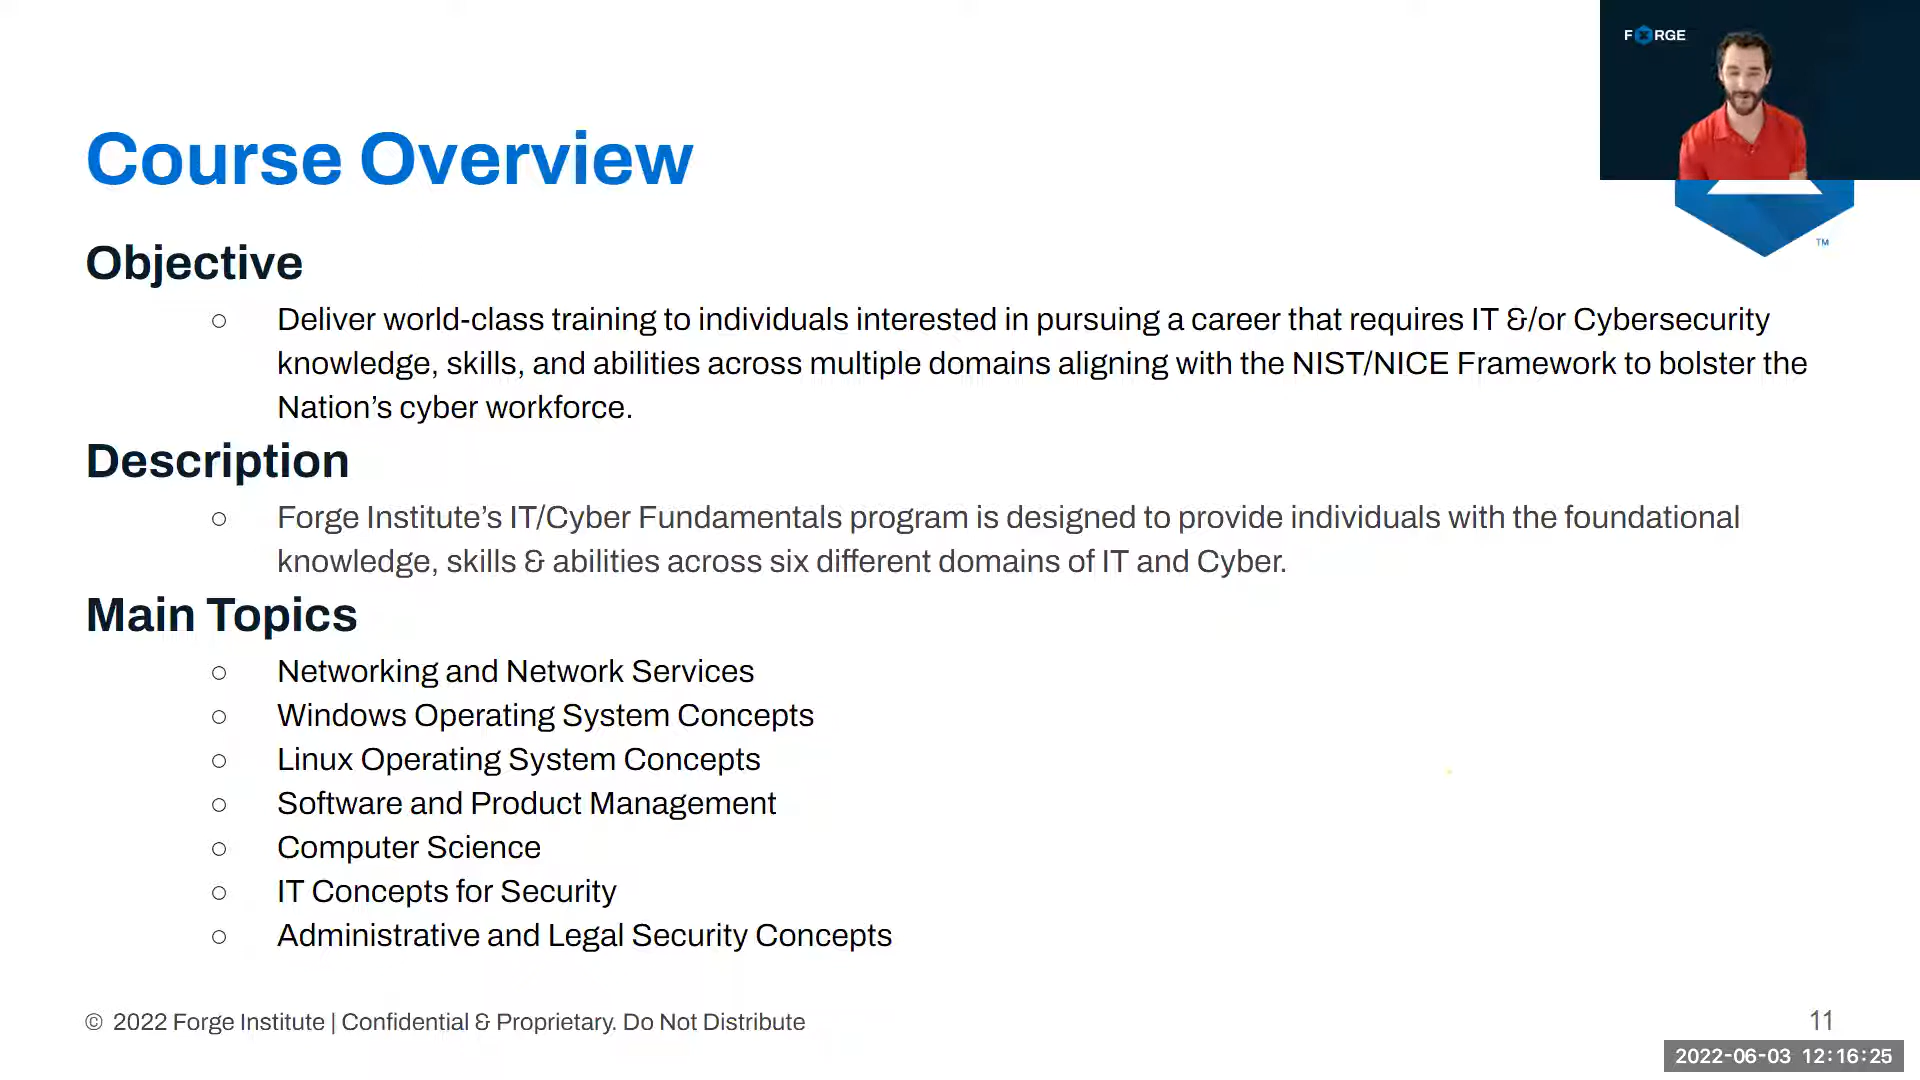 FORGE
Course Overview
TM
Objective
○ Deliver world-class training to individuals interested in pursuing a career that requires IT &/or Cybersecurity
knowledge, skills, and abilities across multiple domains aligning with the NIST/NICE Framework to bolster the
Nation’s cyber workforce.
Description
○ Forge Institute’s IT/Cyber Fundamentals program is designed to provide individuals with the foundational
knowledge, skills & abilities across six different domains of IT and Cyber.
Main Topics
○ Networking and Network Services
○ Windows Operating System Concepts
○ Linux Operating System Concepts
○ Software and Product Management
○ Computer Science
○ IT Concepts for Security
○ Administrative and Legal Security Concepts
© 2022 Forge Institute | Confidential & Proprietary. Do Not Distribute
11
2022-06-03 12:16:25